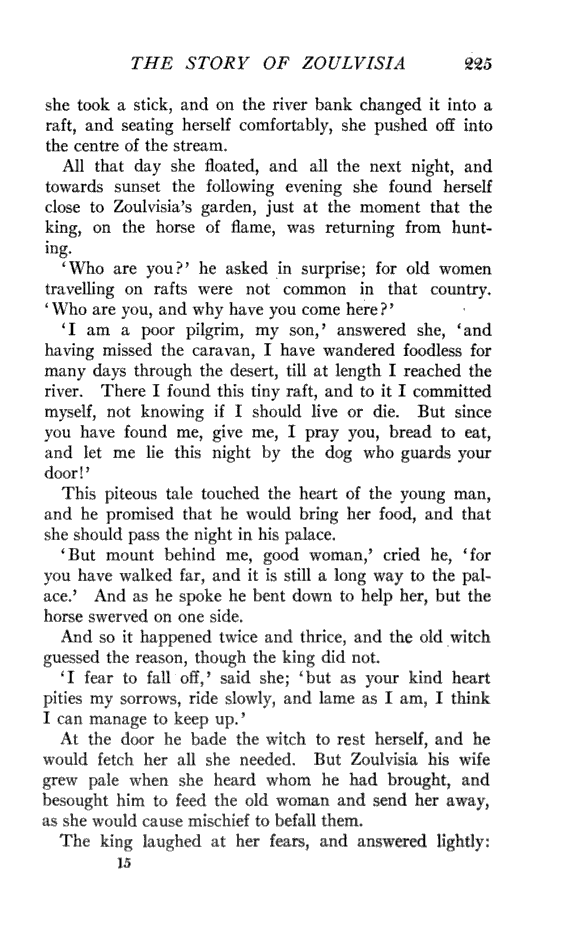 THE STORY OF ZOULVISIA 225
she took a stick, and on the river bank changed it into a
raft, and seating herself comfortably, she pushed off into
the centre of the stream.
All that day she floated, and all the next night, and
towards sunset the following evening she found herself
close to Zoulvisia's garden, just at the moment that the
king, on the horse of flame, was returning from hunt-
ing.
'Who are you?' he asked in surprise; for old women
travelling on rafts were not common in that country.
'Who are you, and why have you come here?'
'I am a poor pilgrim, my son,' answered she, 'and
having missed the caravan, I have wandered foodless for
many days through the desert, till at length I reached the
river. There I found this tiny raft, and to it I committed
myself, not knowing if I should live or die. But since
you have found me, give me, I pray you, bread to eat,
and let me lie this night by the dog who guards your
door!'
This piteous tale touched the heart of the young man,
and he promised that he would bring her food, and that
she should pass the night in his palace.
'But mount behind me, good woman,' cried he, 'for
you have walked far, and it is still a long way to the pal-
ace.' And as he spoke he bent down to help her, but the
horse swerved on one side.
And so it happened twice and thrice, and the old witch
guessed the reason, though the king did not.
'I fear to fall off,' said she; 'but as your kind heart
pities my sorrows, ride slowly, and lame as I am, I think
I can manage to keep up.'
At the door he bade the witch to rest herself, and he
would fetch her all she needed. But Zoulvisia his wife
grew pale when she heard whom he had brought, and
besought him to feed the old woman and send her away,
as she would cause mischief to befall them.
The king laughed at her fears, and answered lightly:
15